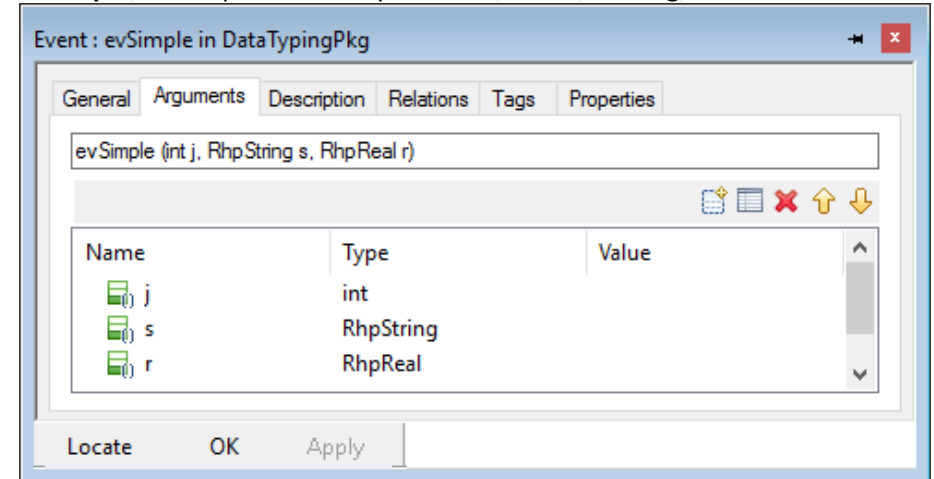 Event : evSimple in DataTypingPkg
x
General Arguments Description Relations Tags Properties
evSimple (int j, RhpString s, RhpReal r)
Name Type Value
j int
s RhpString
r RhpReal
Locate OK Apply